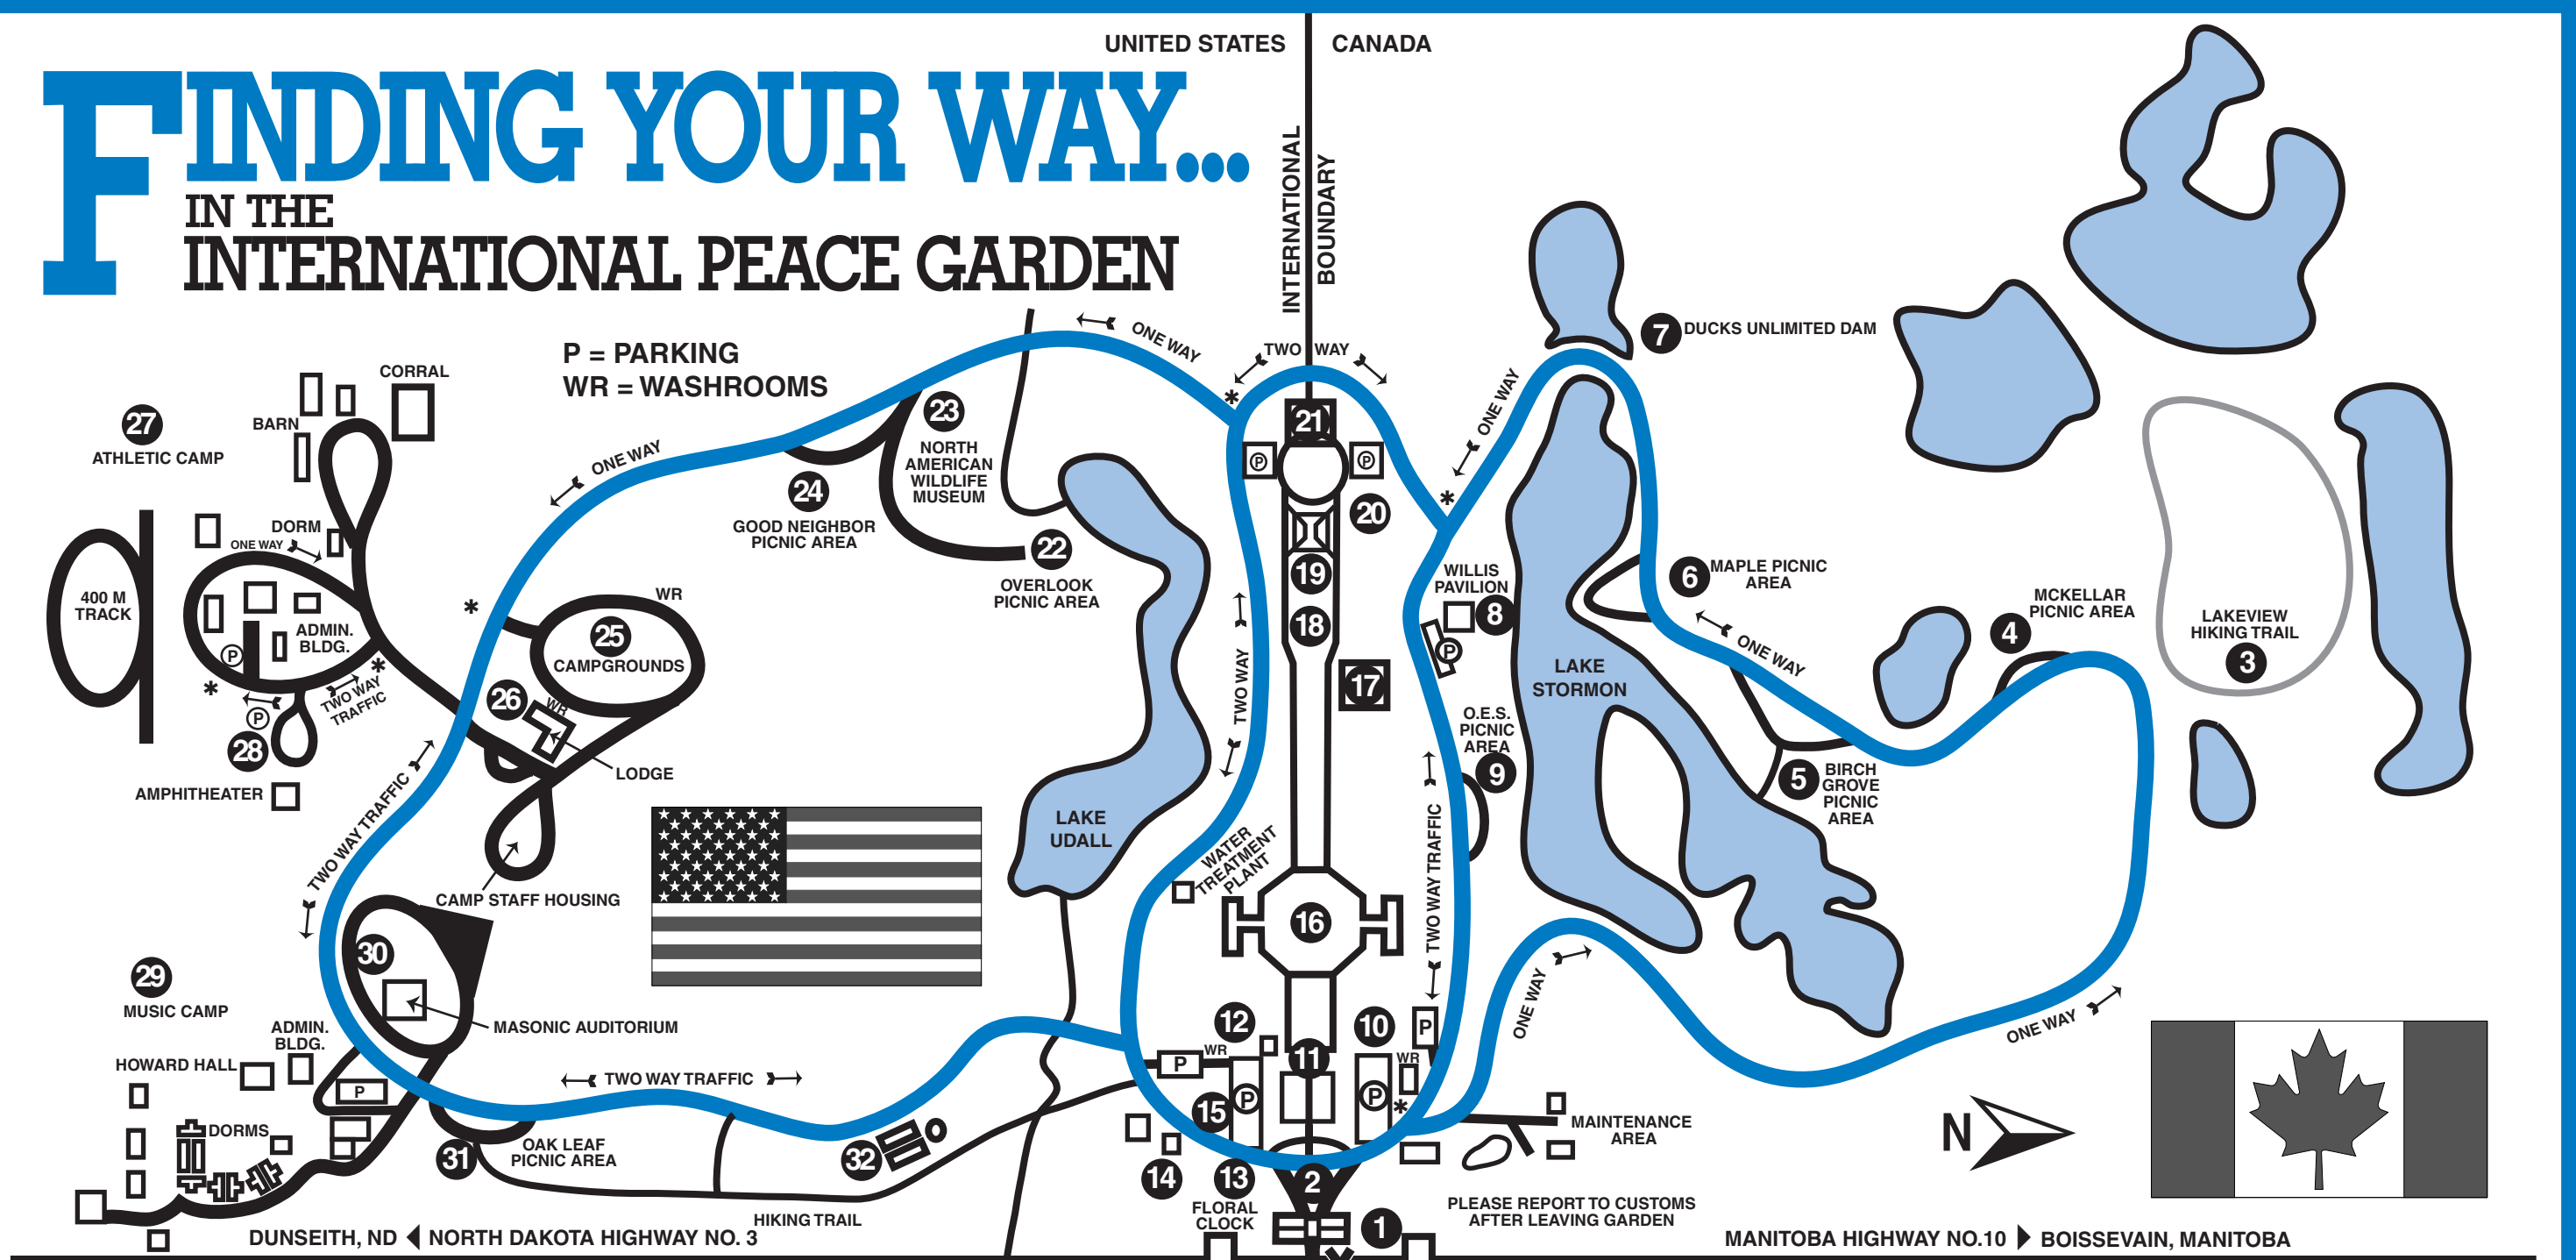 UNITED STATES
CANADA
FINDING YOUR WAY...
IN THE
INTERNATIONAL PEACE GARDEN
INTERNATIONAL
BOUNDARY
P = PARKING
WR = WASHROOMS
ONE WAY
TWO WAY
*
ONE WAY
7 DUCKS UNLIMITED DAM
CORRAL
BARN
27
ATHLETIC CAMP
ONE WAY
23
NORTH
AMERICAN
WILDLIFE
MUSEUM
24
GOOD NEIGHBOR
PICNIC AREA
22
OVERLOOK
PICNIC AREA
21
P
P
20
*
19
18
17
DORM
ONE WAY
400 M
TRACK
ADMIN.
BLDG.
P
*
*
TWO WAY
TRAFFIC
P
28
AMPHITHEATER
*
WR
25
CAMPGROUNDS
26
WR
LODGE
CAMP STAFF HOUSING
TWO WAY TRAFFIC
TWO WAY
WILLIS
PAVILION
8
P
6 MAPLE PICNIC
AREA
ONE WAY
MCKELLAR
PICNIC AREA
4
LAKEVIEW
HIKING TRAIL
3
LAKE
STORMON
O.E.S.
PICNIC
AREA
9
5 BIRCH
GROVE
PICNIC
AREA
LAKE
UDALL
WATER
TREATMENT
PLANT
TWO WAY TRAFFIC
16
30
MASONIC AUDITORIUM
29
MUSIC CAMP
ADMIN.
BLDG.
HOWARD HALL
P
DORMS
TWO WAY TRAFFIC
31
OAK LEAF
PICNIC AREA
32
HIKING TRAIL
12
WR
P
P
15
11
10
P
WR
P
*
14
13
FLORAL
CLOCK
2
1
ONE WAY
ONE WAY
MAINTENANCE
AREA
N
PLEASE REPORT TO CUSTOMS
AFTER LEAVING GARDEN
DUNSEITH, ND NORTH DAKOTA HIGHWAY NO. 3
MANITOBA HIGHWAY NO.10 BOISSEVAIN, MANITOBA